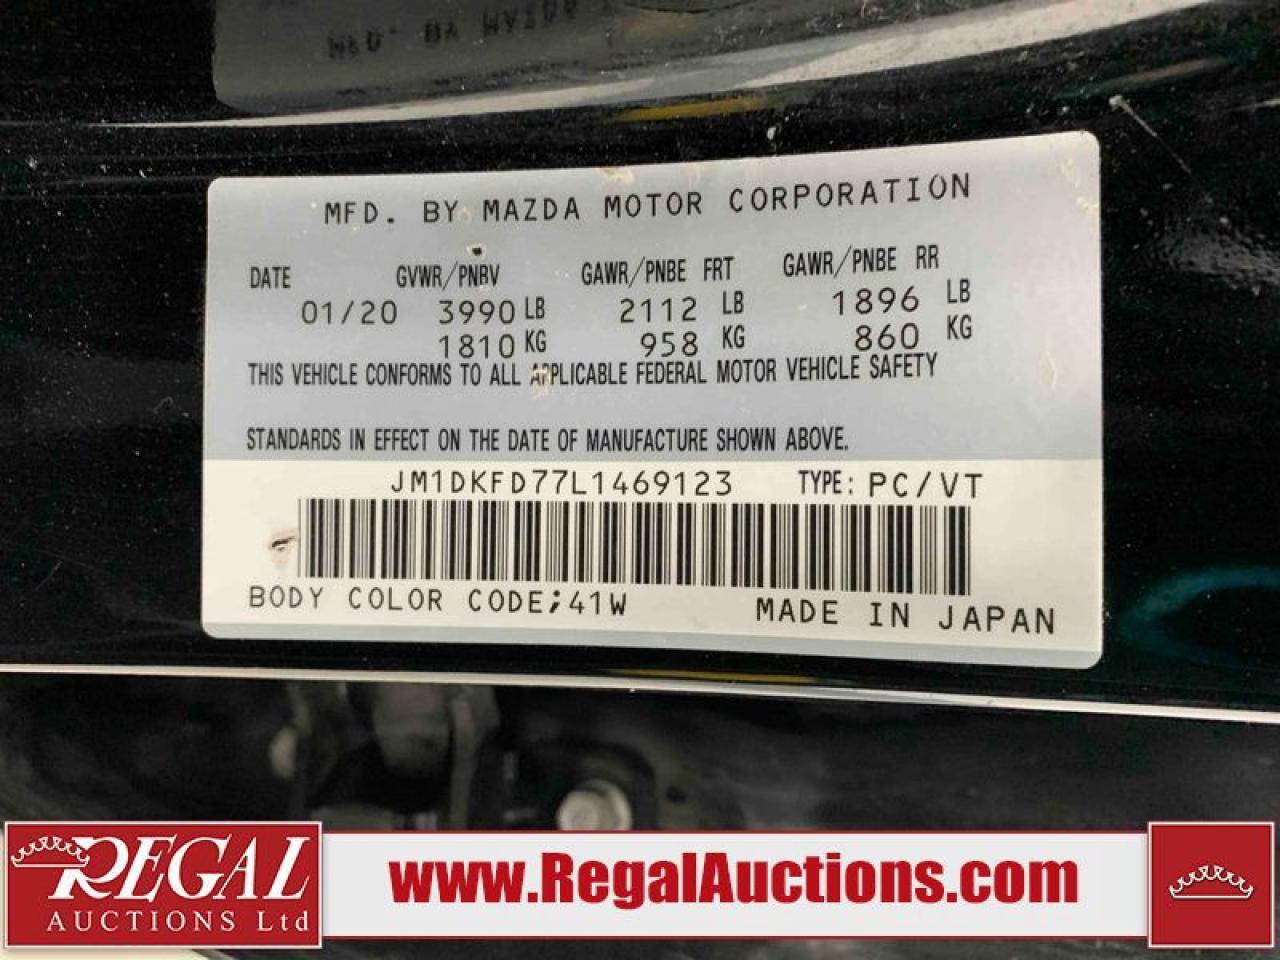 MFD. BY MAZDA MOTOR CORPORATION
DATE GVWR/PNBV GAWR/PNBE FRT GAWR/PNBE RR
01/20 3990 LB 2112 LB 1896 LB
1810 KG 958 KG 860 KG
THIS VEHICLE CONFORMS TO ALL APPLICABLE FEDERAL MOTOR VEHICLE SAFETY
STANDARDS IN EFFECT ON THE DATE OF MANUFACTURE SHOWN ABOVE.
JM1DKFD77L1469123 TYPE: PC/VT
BODY COLOR CODE;41W MADE IN JAPAN
REGAL
AUCTIONS Ltd
www.RegalAuctions.com